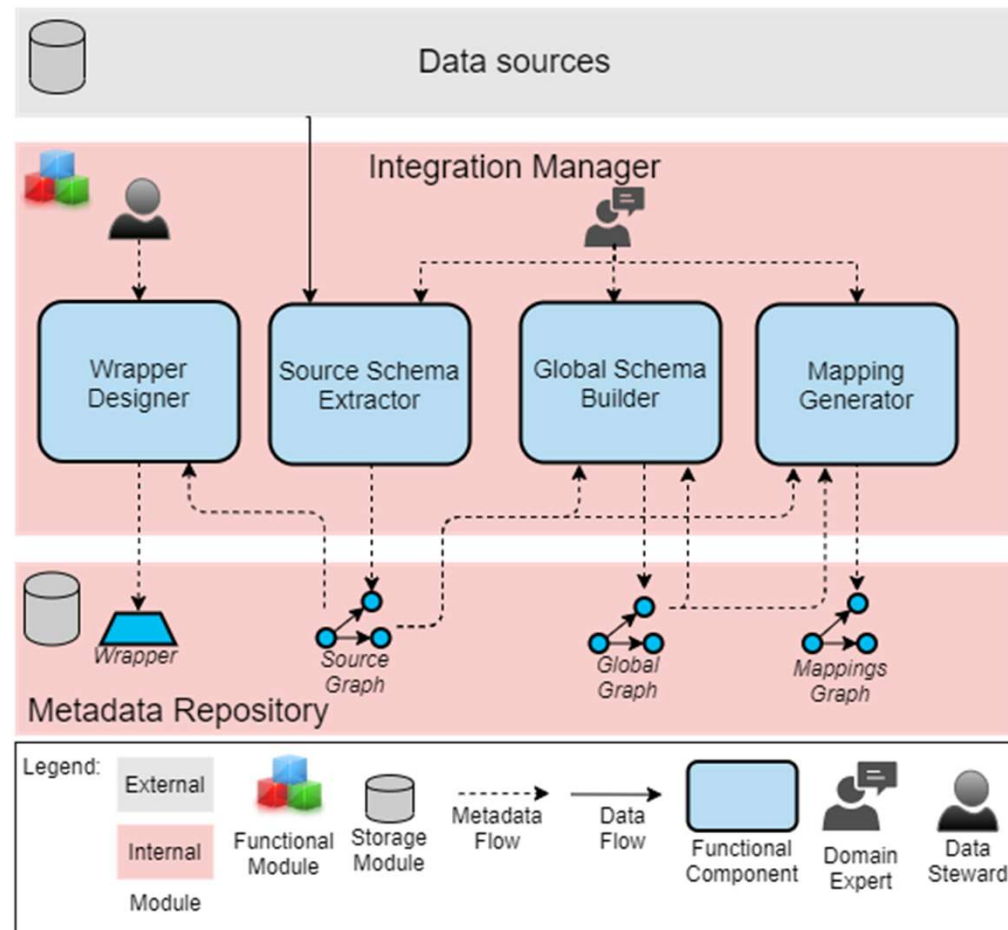 Data sources
Integration Manager
Wrapper
Designer
Source Schema
Extractor
Global Schema
Builder
Mapping
Generator
Wrapper
Source
Graph
Global
Graph
Mappings
Graph
Metadata Repository
Legend:
External
Internal
Module
Functional
Module
Storage
Module
Metadata
Flow
Data
Flow
Functional
Component
Domain
Expert
Data
Steward